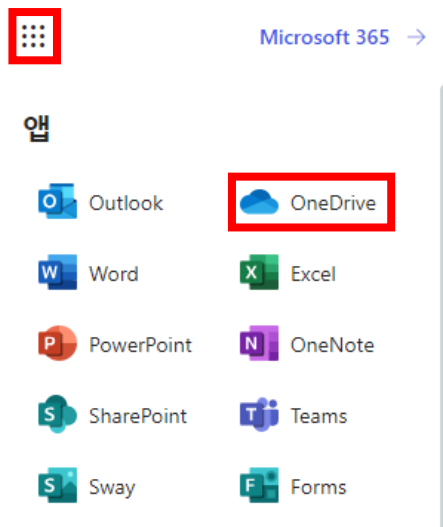 Microsoft 365 →
앱
Outlook
OneDrive
Word
Excel
PowerPoint
OneNote
SharePoint
Teams
Sway
Forms